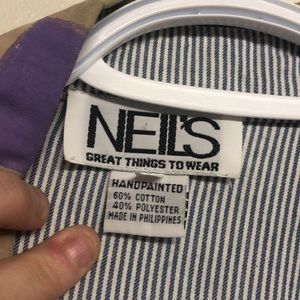 NEIL'S
GREAT THINGS TO WEAR
HANDPAINTED
60% COTTON
40% POLYESTER
MADE IN PHILIPPINES